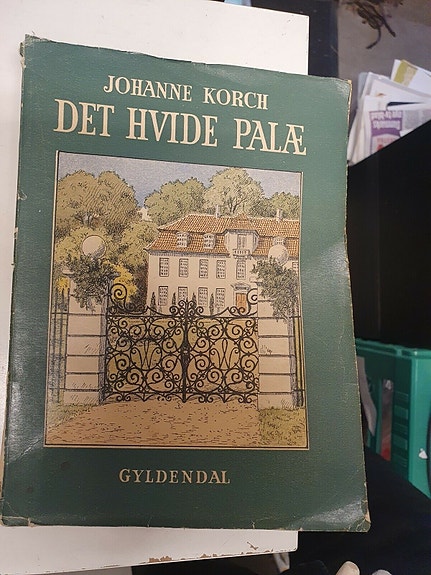 JOHANNE KORCH
DET HVIDE PALÆ
GYLDENDAL